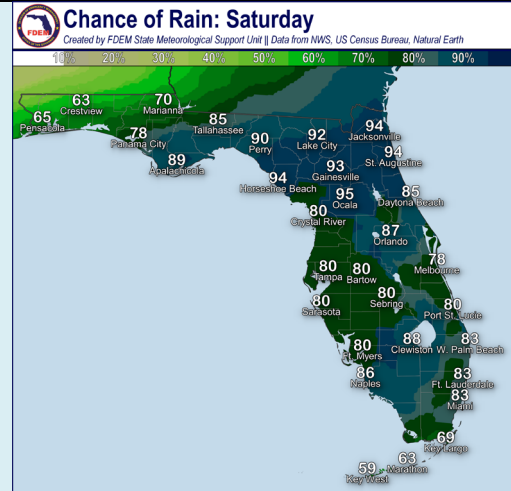 Chance of Rain: Saturday
Created by FDEM State Meteorological Support Unit || Data from NWS, US Census Bureau, Natural Earth
FDEM
10% 20% 30% 40% 50% 60% 70% 80% 90%
63
Crestview
70
Marianna
65
Pensacola
78
Panama City
85
Tallahassee
89
Apalachicola
90
Perry
92
Lake City
94
Jacksonville
94
St. Augustine
93
Gainesville
94
Horseshoe Beach
95
Ocala
85
Daytona Beach
80
Crystal River
87
Orlando
78
Melbourne
80
Tampa
80
Bartow
80
Sebring
80
Sarasota
80
Port St. Lucie
80
Ft. Myers
88
Clewiston
83
W. Palm Beach
86
Naples
83
Ft. Lauderdale
83
Miami
69
Key Largo
63
Marathon
59
Key West